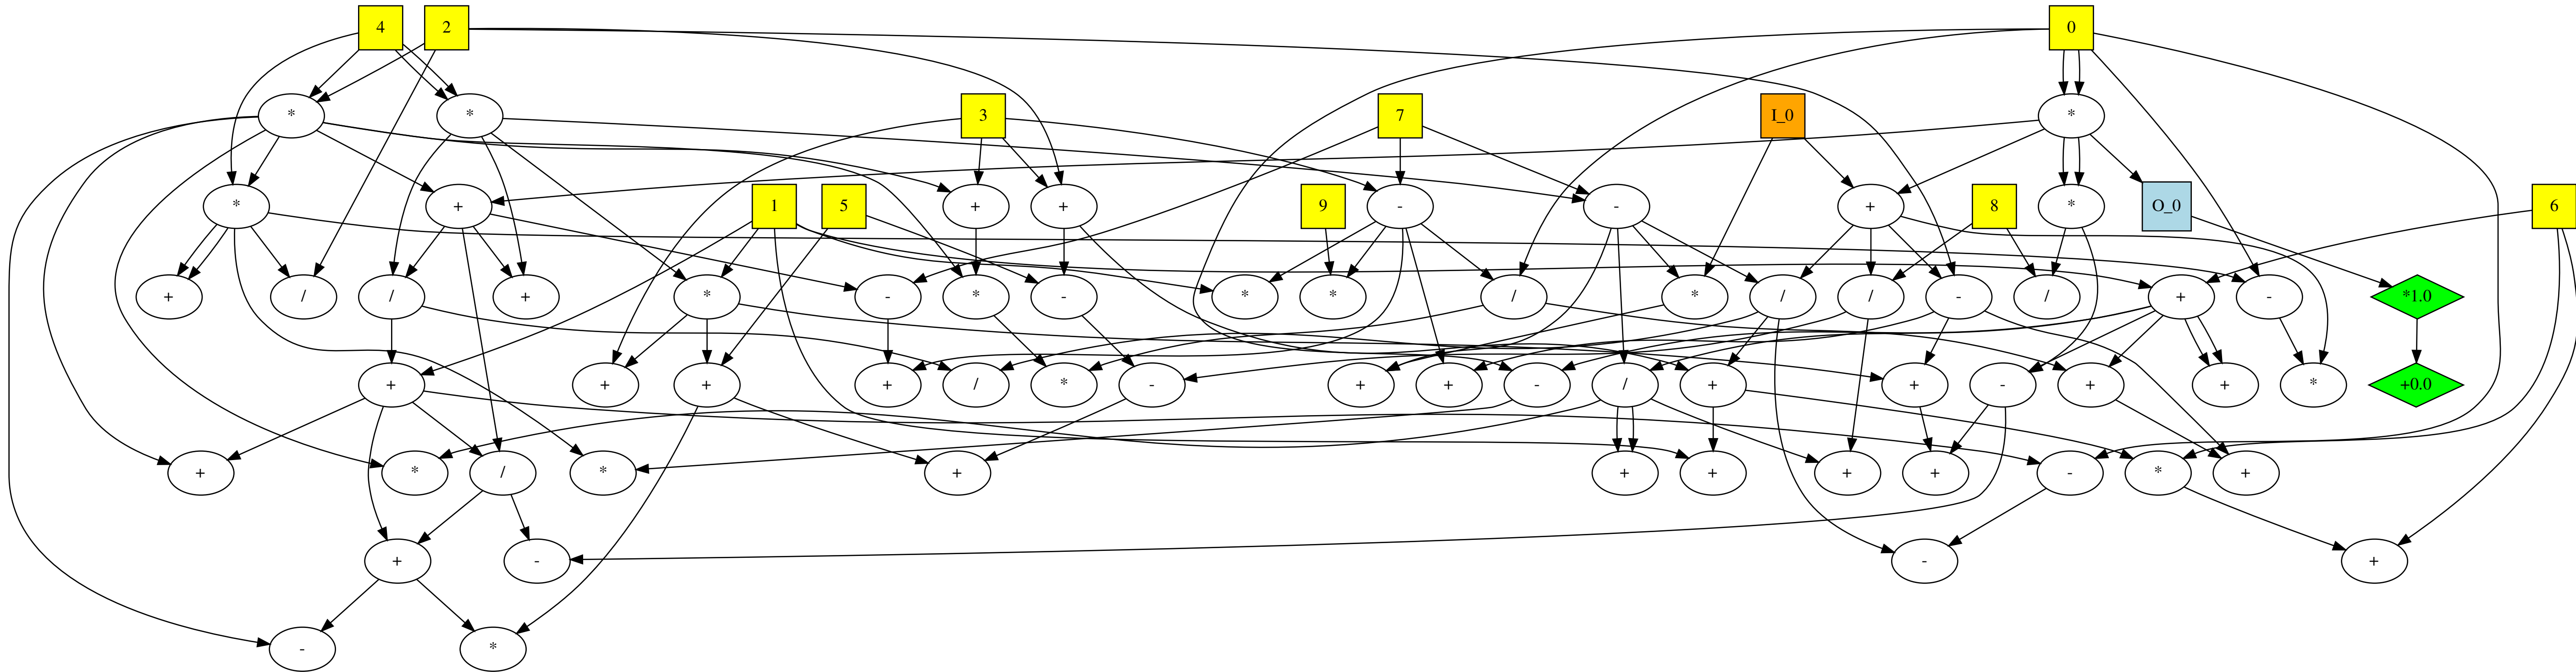 4 2 0
* * 3 7 I_0 *
* + 1 5 + + 9 - - + 8 * O_0 6
+ / / + * - * - * * / * / / - / + - *1.0
+ + + + / * - + + - / + + - + + * +0.0
+ * / * + + + + + - * +
+ - - +
- *